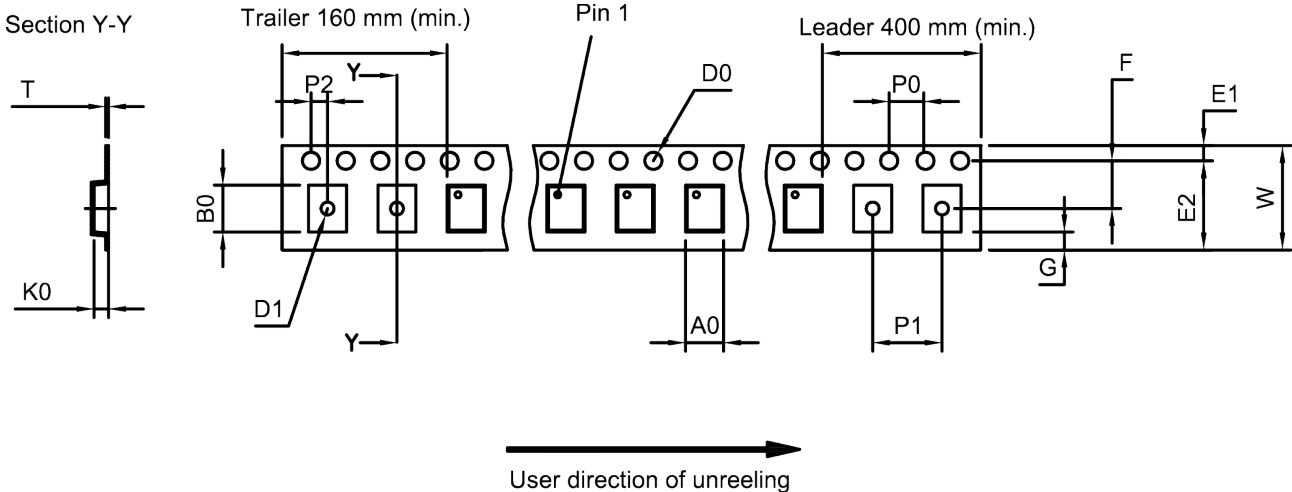 Section Y-Y
Trailer 160 mm (min.)
Pin 1
Leader 400 mm (min.)
T
P2
Y
D0
P0
F
E1
B0
E2
W
K0
D1
Y
A0
P1
G
User direction of unreeling